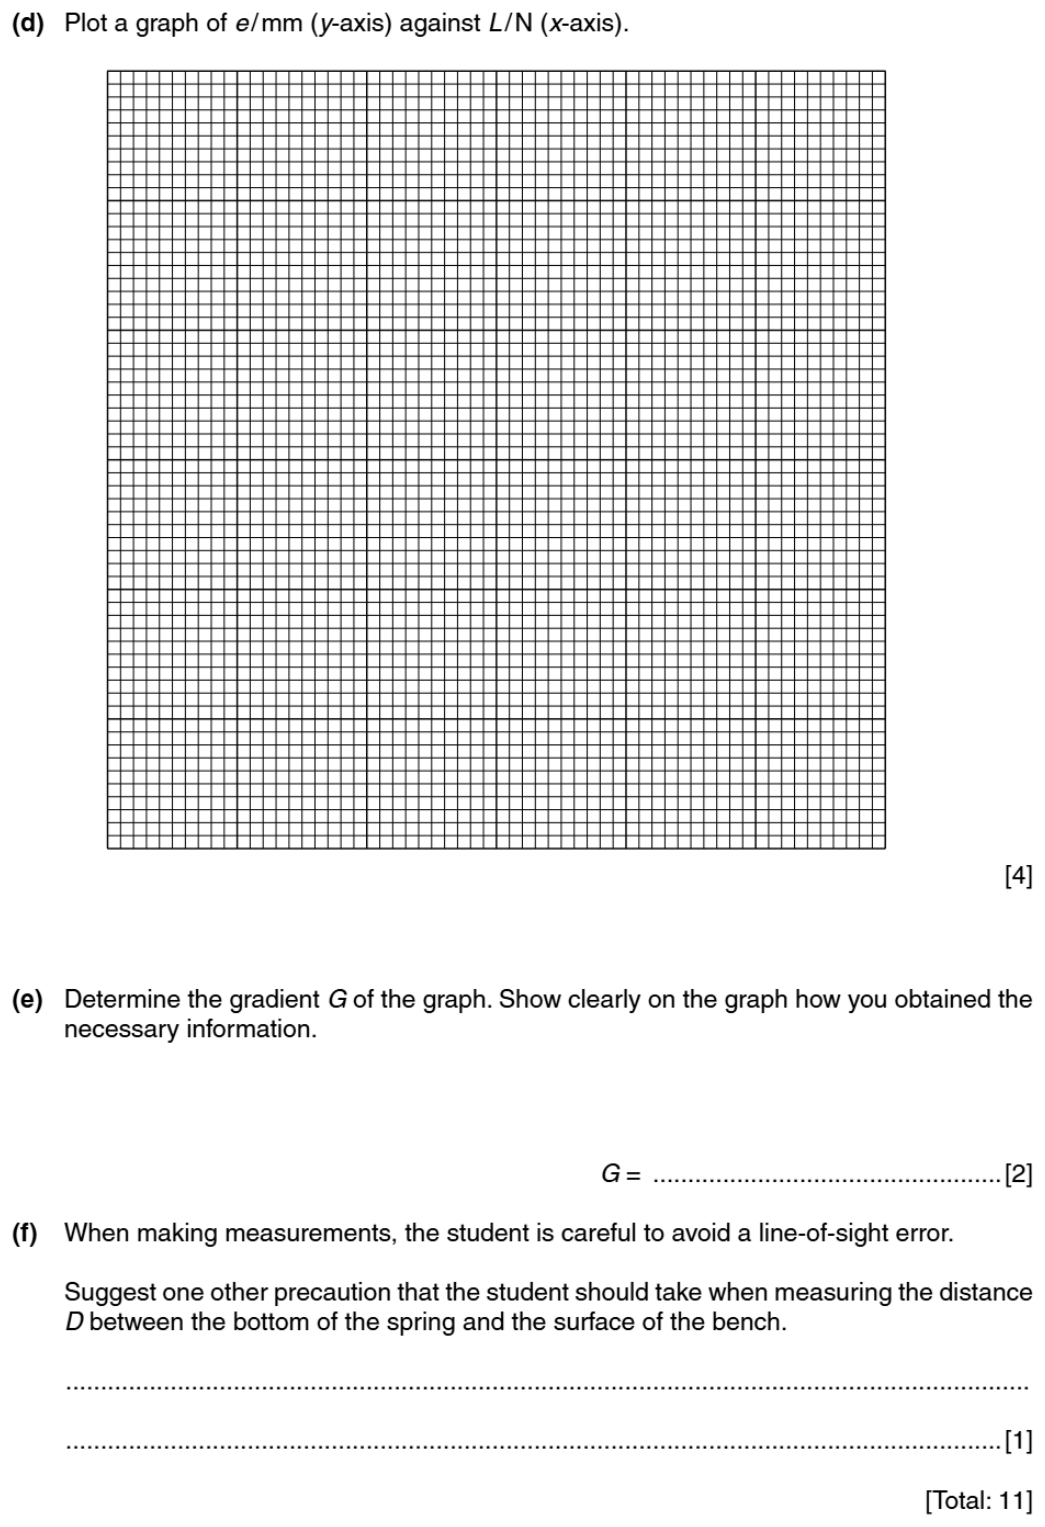 (d) Plot a graph of e/mm (y-axis) against L/N (x-axis).
[4]
(e) Determine the gradient G of the graph. Show clearly on the graph how you obtained the
necessary information.
G = .................................................. [2]
(f) When making measurements, the student is careful to avoid a line-of-sight error.
Suggest one other precaution that the student should take when measuring the distance
D between the bottom of the spring and the surface of the bench.
..........................................................................................................................................
...................................................................................................................................... [1]
[Total: 11]